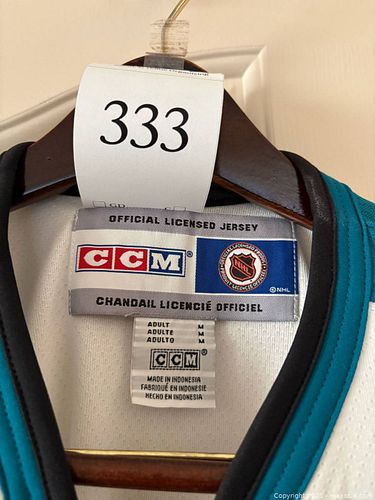 333
OFFICIAL LICENSED JERSEY
CCM®
NHL
© NHL
CHANDAIL LICENCIÉ OFFICIEL
ADULT M
ADULTE M
ADULTO M
CCM
MADE IN INDONESIA
FABRIQUÉ EN INDONESIE
HECHO EN INDONESIA